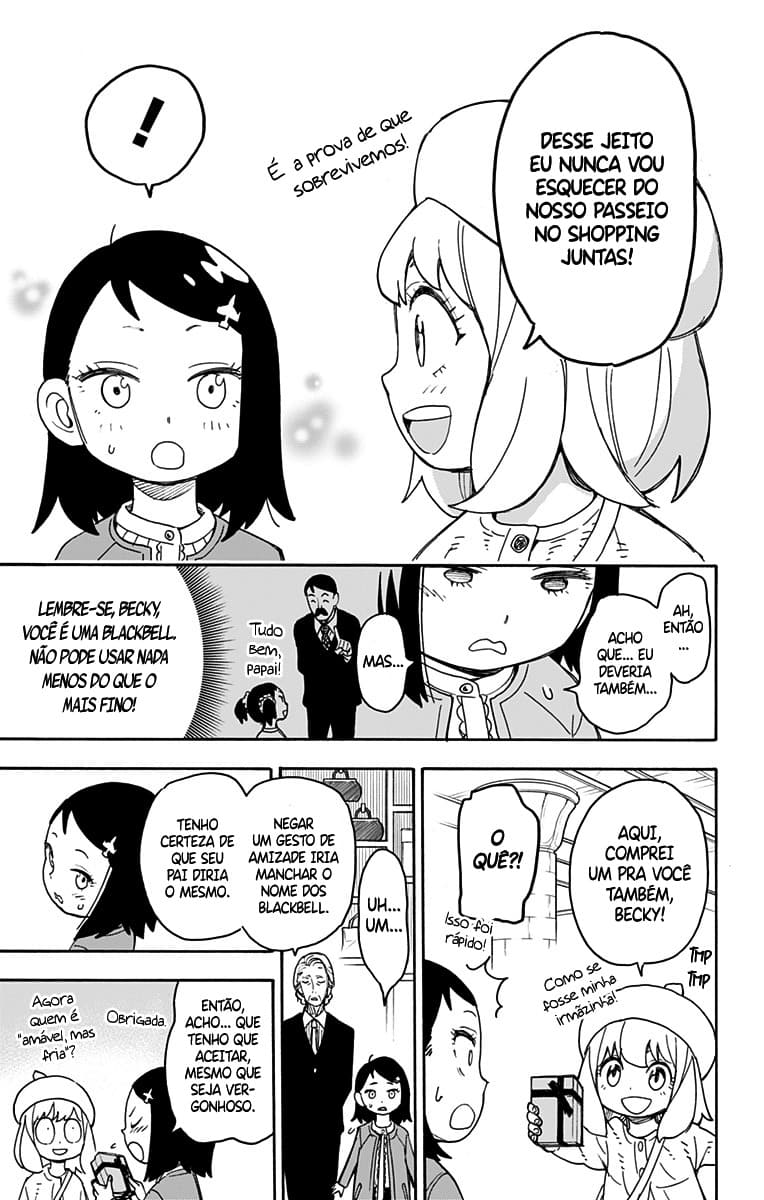 DESSE JEITO
EU NUNCA VOU
ESQUECER DO
NOSSO PASSEIO
NO SHOPPING
JUNTAS!
É a prova de que
sobrevivemos!
!
AH,
ENTÃO
...
ACHO
QUE... EU
DEVERIA
TAMBÉM...
MAS...
Tudo
bem,
Papai!
LEMBRE-SE, BECKY,
VOCÊ É UMA BLACKBELL.
NÃO PODE USAR NADA
MENOS DO QUE O
MAIS FINO!
AQUI,
COMPREI
UM PRA VOCÊ
TAMBÉM,
BECKY!
TMP
TMP
Como se
fosse minha
irmãzinha!
O
QUÊ?!
Isso foi
rápido!
UH...
UM...
NEGAR
UM GESTO DE
AMIZADE IRIA
MANCHAR O
NOME DOS
BLACKBELL.
TENHO
CERTEZA DE
QUE SEU
PAI DIRIA
O MESMO.
ENTÃO,
ACHO... QUE
TENHO QUE
ACEITAR,
MESMO QUE
SEJA VER-
GONHOSO.
Obrigada.
Agora
quem é
"amável, mas
fria"?